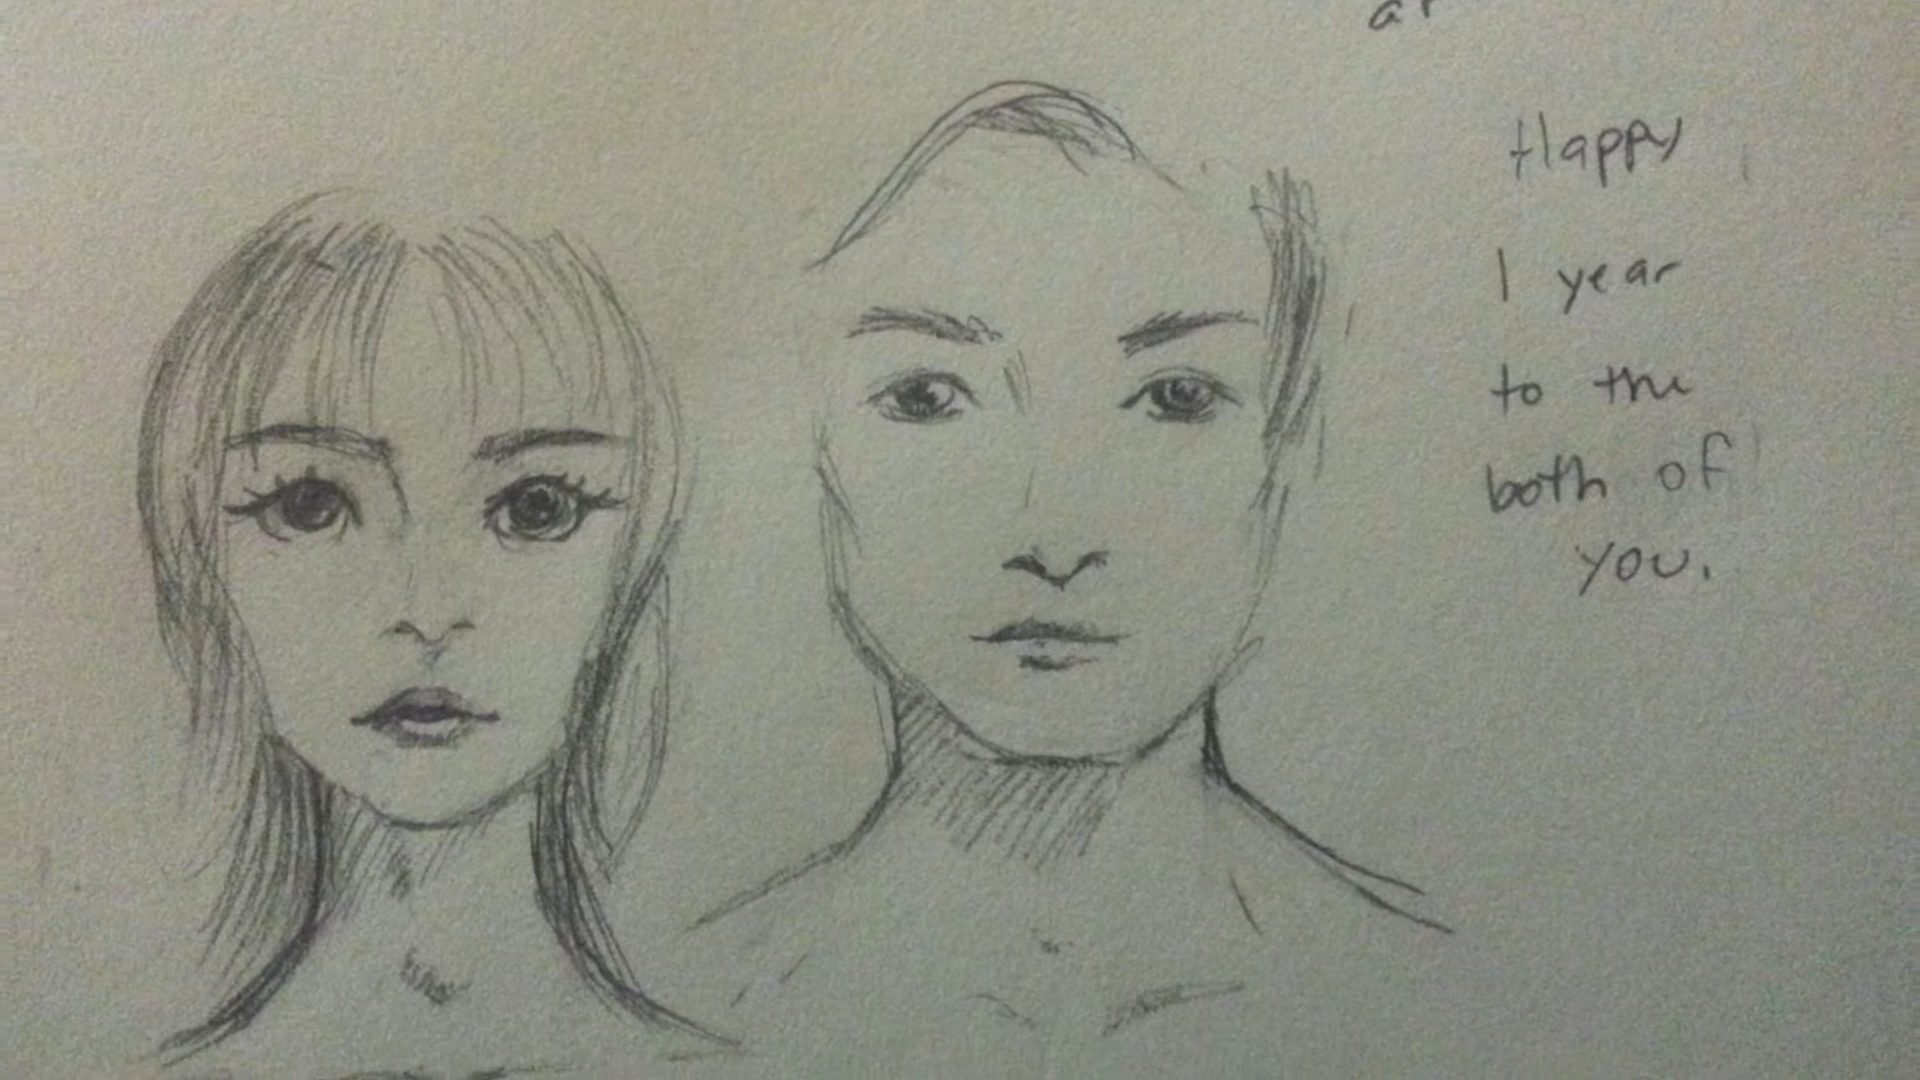 Happy
1 year
to the
both of
you.